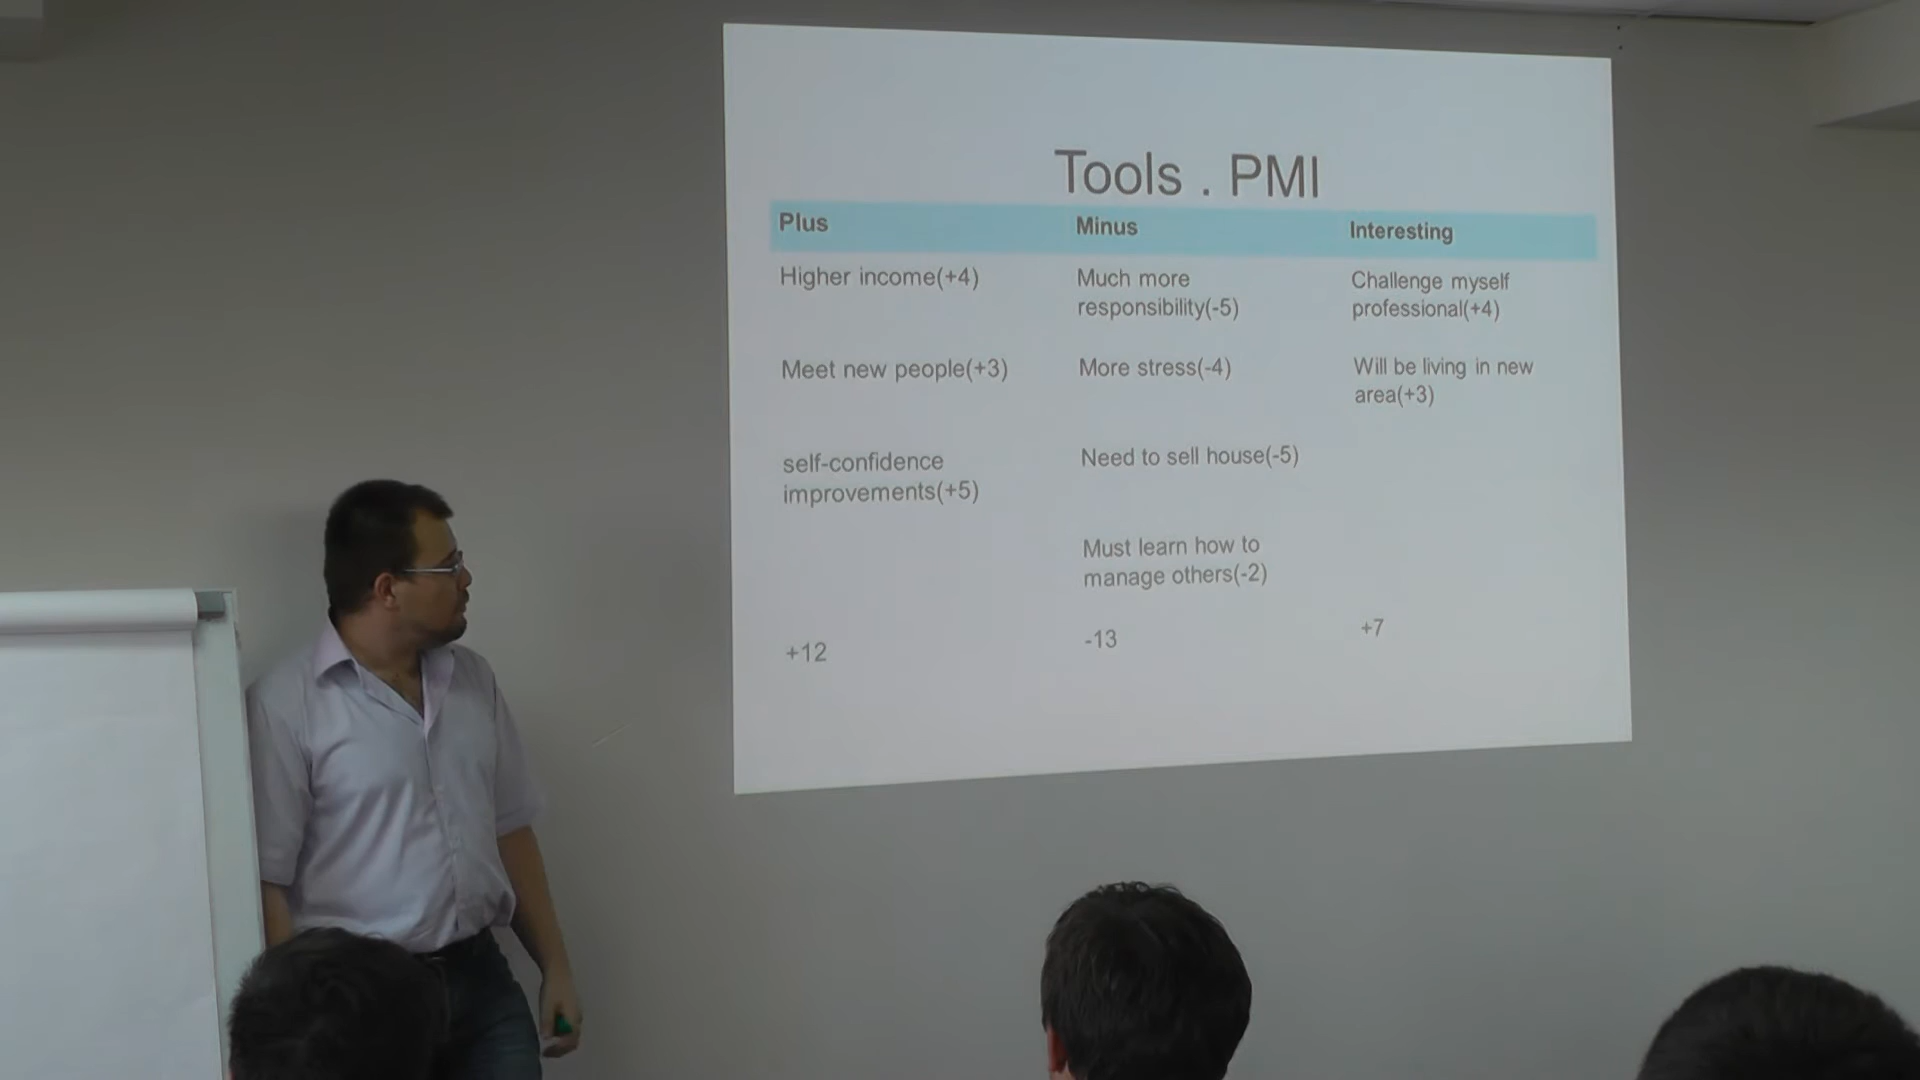 Tools . PMI
Plus
Minus
Interesting
Higher income(+4)
Much more
responsibility(-5)
Challenge myself
professional(+4)
Meet new people(+3)
More stress(-4)
Will be living in new
area(+3)
self-confidence
improvements(+5)
Need to sell house(-5)
Must learn how to
manage others(-2)
+12
-13
+7